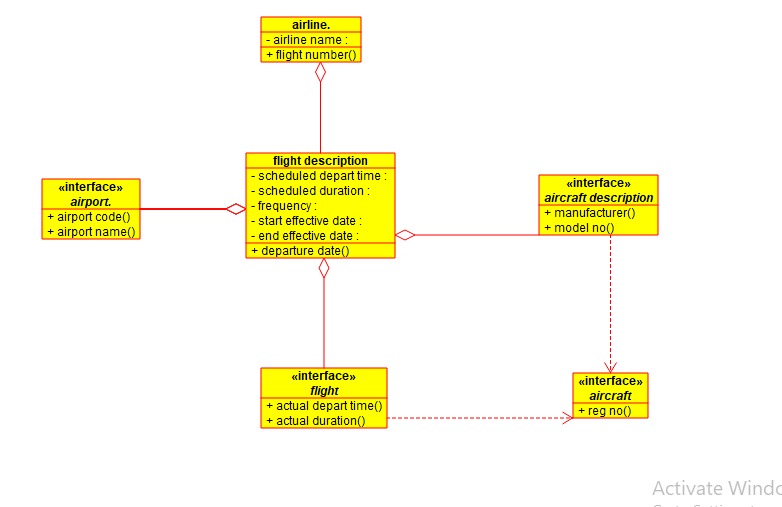 airline.
- airline name :
+ flight number()
flight description
- scheduled depart time :
- scheduled duration :
- frequency :
- start effective date :
- end effective date :
+ departure date()
«interface»
airport.
+ airport code()
+ airport name()
«interface»
aircraft description
+ manufacturer()
+ model no()
«interface»
flight
+ actual depart time()
+ actual duration()
«interface»
aircraft
+ reg no()
Activate Windo